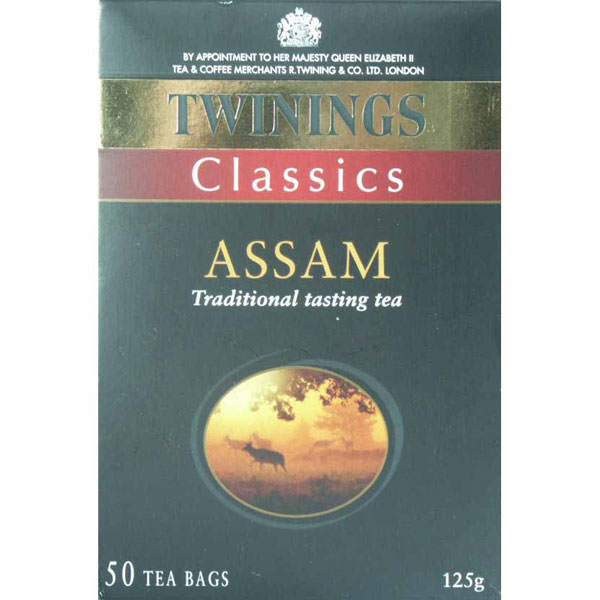 BY APPOINTMENT TO HER MAJESTY QUEEN ELIZABETH II
TEA & COFFEE MERCHANTS R.TWINING & CO. LTD. LONDON
TWININGS
Classics
ASSAM
Traditional tasting tea
50 TEA BAGS
125g